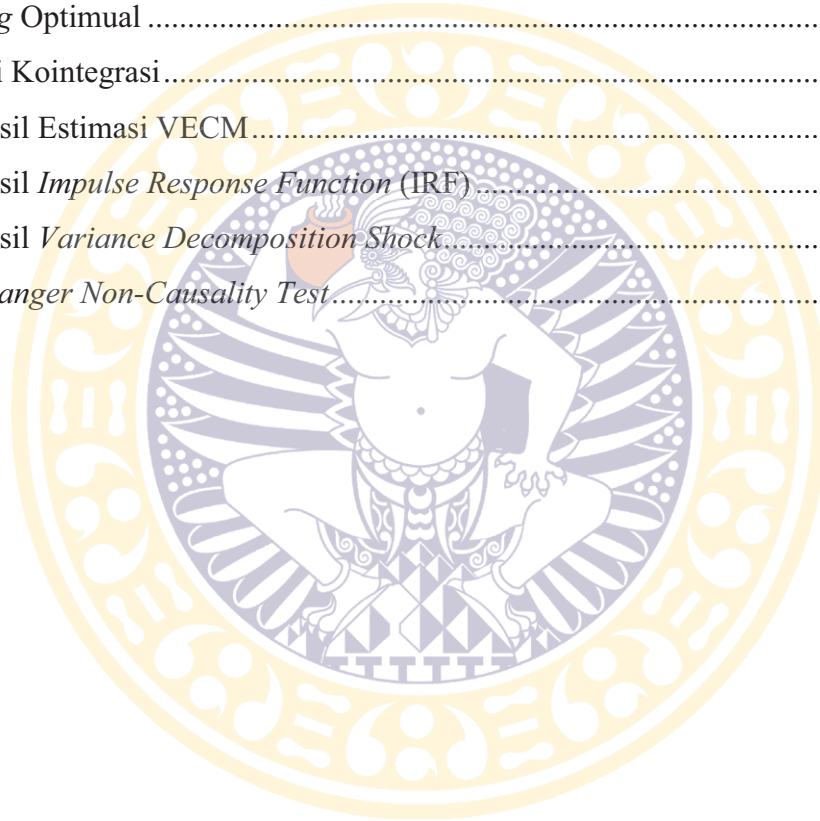 g Optimual ........................................................................................
i Kointegrasi ......................................................................................
sil Estimasi VECM ...........................................................................
sil Impulse Response Function (IRF) ..............................................
sil Variance Decomposition Shock ..................................................
anger Non-Causality Test .................................................................